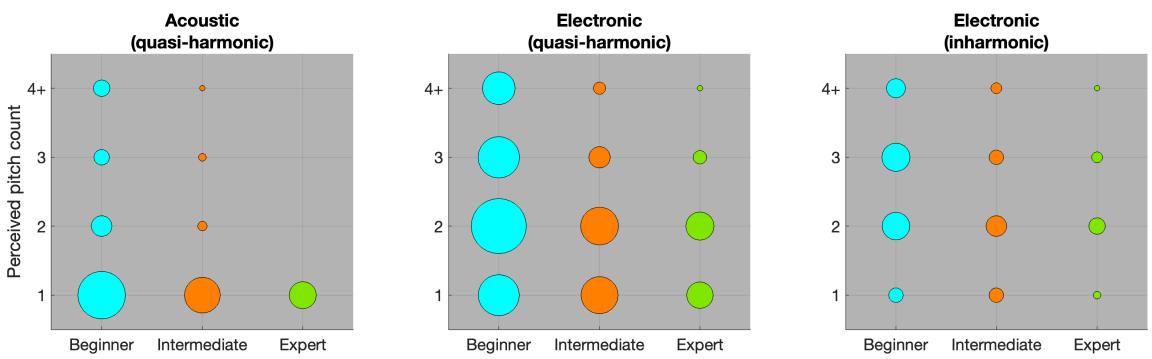 Acoustic
(quasi-harmonic)
Perceived pitch count
4+
3
2
1
Beginner Intermediate Expert
Electronic
(quasi-harmonic)
4+
3
2
1
Beginner Intermediate Expert
Electronic
(inharmonic)
4+
3
2
1
Beginner Intermediate Expert